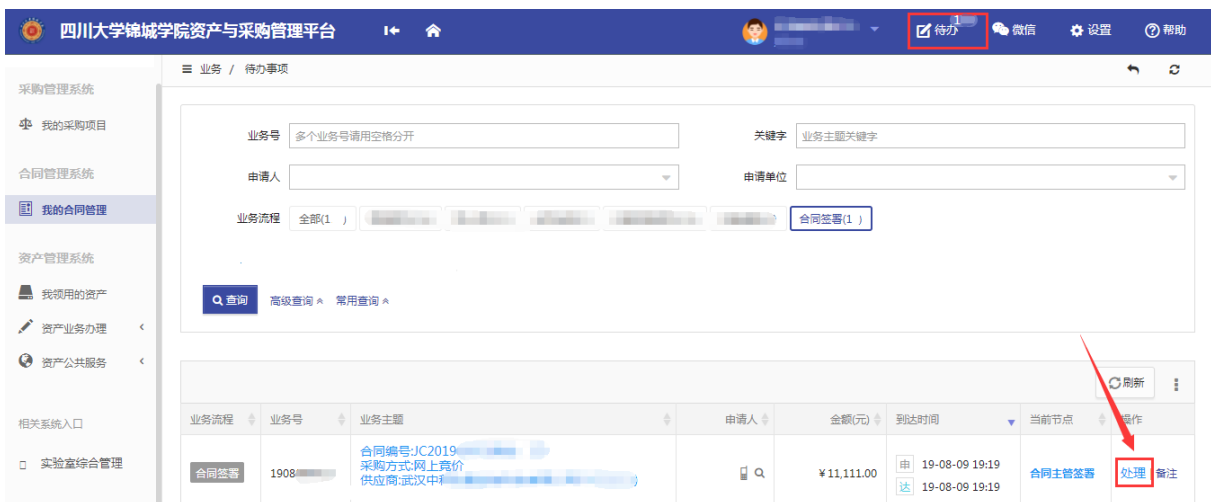 四川大学锦城学院资产与采购管理平台
待办 1
微信
设置
帮助
业务 / 待办事项
采购管理系统
我的采购项目
合同管理系统
我的合同管理
资产管理系统
我领用的资产
资产业务办理
资产公共服务
相关系统入口
实验室综合管理
业务号 多个业务号请用空格分开
关键字 业务主题关键字
申请人
申请单位
业务流程 全部(1 ) 合同签署(1 )
查询 高级查询 常用查询
刷新
业务流程 业务号 业务主题 申请人 金额(元) 到达时间 当前节点 操作
合同签署 1908
合同编号:JC2019
采购方式:网上竞价
供应商:武汉中
¥11,111.00
申 19-08-09 19:19
达 19-08-09 19:19
合同主管签署
处理 备注